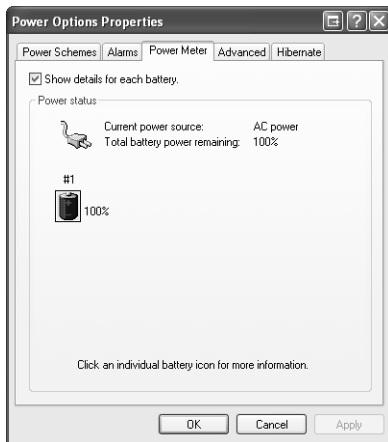 Power Options Properties
Power Schemes Alarms Power Meter Advanced Hibernate
Show details for each battery.
Power status
Current power source: AC power
Total battery power remaining: 100%
#1
100%
Click an individual battery icon for more information.
OK Cancel Apply